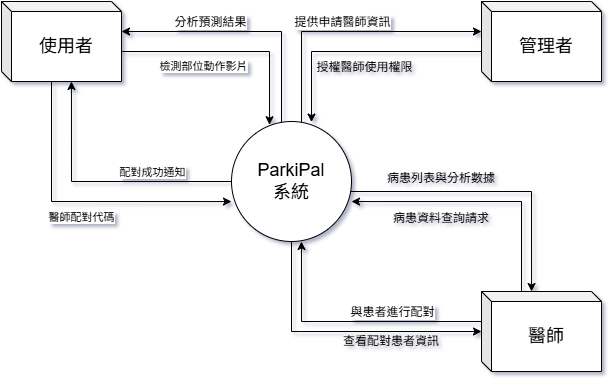 使用者
分析預測結果
提供申請醫師資訊
管理者
檢測部位動作影片
授權醫師使用權限
ParkiPal
系統
配對成功通知
病患列表與分析數據
醫師配對代碼
病患資料查詢請求
與患者進行配對
查看配對患者資訊
醫師